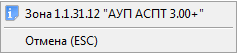 Зона 1.1.31.12 "АУП АСПТ 3.00+"
Отмена (ESC)